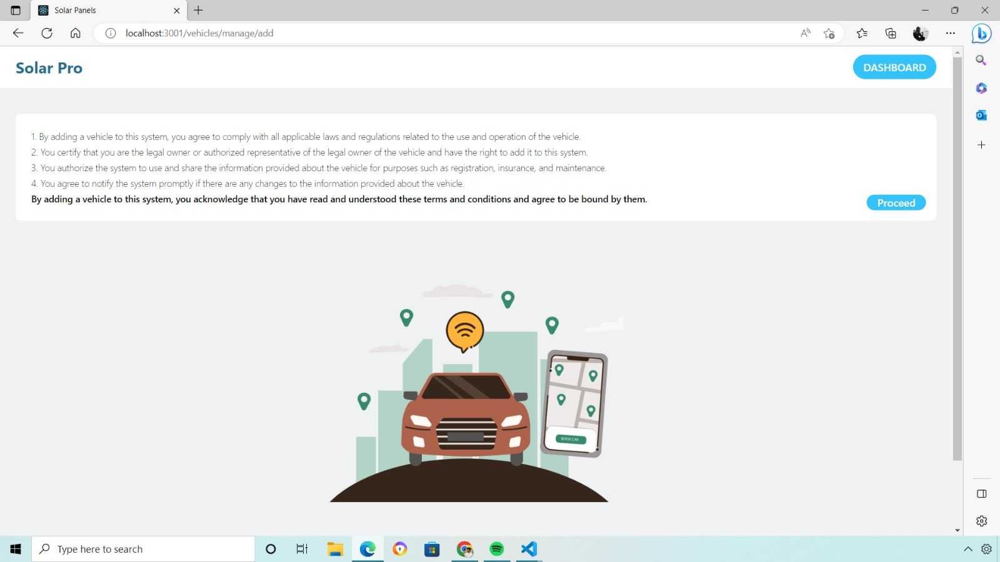 Solar Panels
localhost:3001/vehicles/manage/add
Solar Pro
DASHBOARD
1. By adding a vehicle to this system, you agree to comply with all applicable laws and regulations related to the use and operation of the vehicle.
2. You certify that you are the legal owner or authorized representative of the legal owner of the vehicle and have the right to add it to this system.
3. You authorize the system to use and share the information provided about the vehicle for purposes such as registration, insurance, and maintenance.
4. You agree to notify the system promptly if there are any changes to the information provided about the vehicle.
By adding a vehicle to this system, you acknowledge that you have read and understood these terms and conditions and agree to be bound by them.
Proceed
BOOK CAR
Type here to search